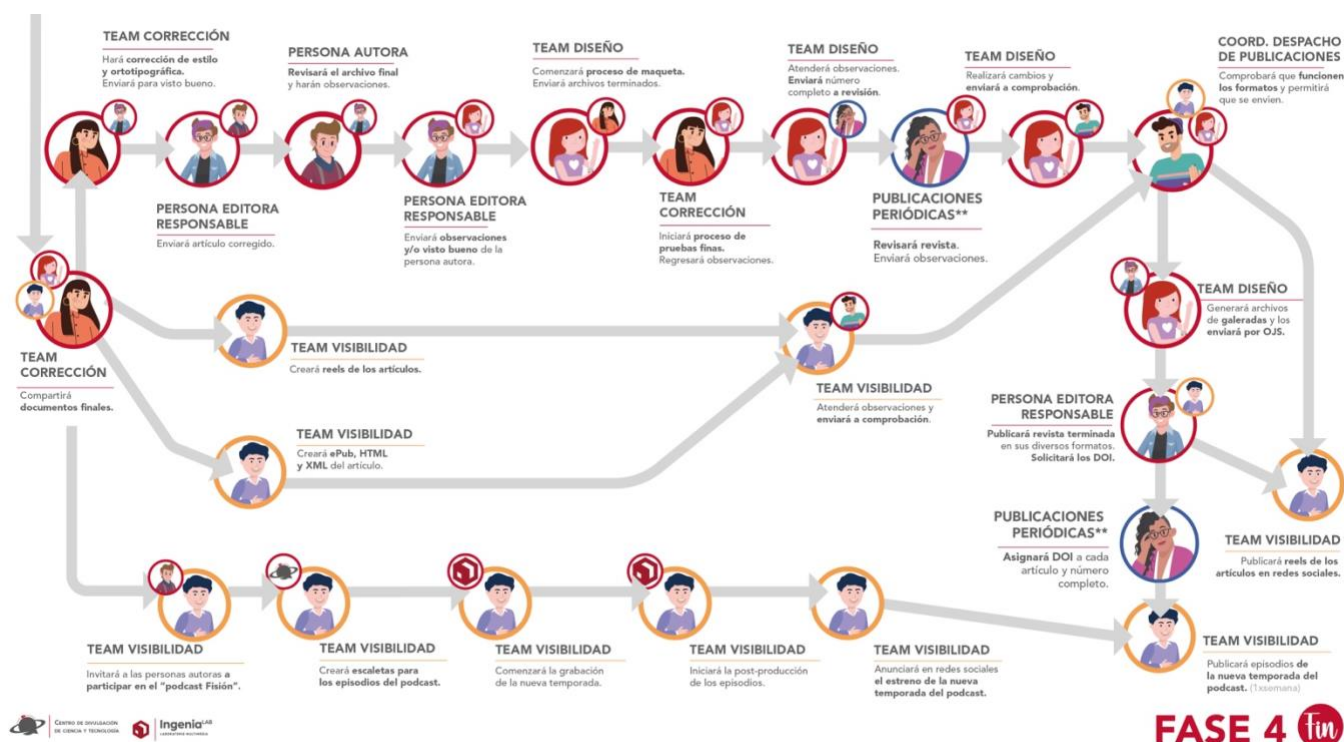 TEAM CORRECCIÓN
Hará corrección de estilo
y ortotipográfica.
Enviará para visto bueno.
PERSONA AUTORA
Revisará el archivo final
y harán observaciones.
TEAM DISEÑO
Comenzará proceso de maqueta.
Enviará archivos terminados.
TEAM DISEÑO
Atenderá observaciones.
Enviará número
completo a revisión.
TEAM DISEÑO
Realizará cambios y
enviará a comprobación.
COORD. DESPACHO
DE PUBLICACIONES
Comprobará que funcionen
los formatos y permitirá
que se envien.
PERSONA EDITORA
RESPONSABLE
Enviará artículo corregido.
PERSONA EDITORA
RESPONSABLE
Enviará observaciones
y/o visto bueno de la
persona autora.
TEAM
CORRECCIÓN
Iniciará proceso de
pruebas finas.
Regresará observaciones.
PUBLICACIONES
PERIÓDICAS**
Revisará revista.
Enviará observaciones.
TEAM
CORRECCIÓN
Compartirá
documentos finales.
TEAM VISIBILIDAD
Creará reels de los artículos.
TEAM VISIBILIDAD
Creará ePub, HTML
y XML del artículo.
TEAM VISIBILIDAD
Atenderá observaciones y
enviará a comprobación.
TEAM DISEÑO
Generará archivos
de galeradas y los
enviará por OJS.
PERSONA EDITORA
RESPONSABLE
Publicará revista terminada
en sus diversos formatos.
Solicitará los DOI.
PUBLICACIONES
PERIÓDICAS**
Asignará DOI a cada
artículo y número
completo.
TEAM VISIBILIDAD
Publicará reels de los
artículos en redes sociales.
TEAM VISIBILIDAD
Invitará a las personas autoras a
participar en el "podcast Fisión".
TEAM VISIBILIDAD
Creará escaletas para
los episodios del podcast.
TEAM VISIBILIDAD
Comenzará la grabación
de la nueva temporada.
TEAM VISIBILIDAD
Iniciará la post-producción
de los episodios.
TEAM VISIBILIDAD
Anunciará en redes sociales
el estreno de la nueva
temporada del podcast.
TEAM VISIBILIDAD
Publicará episodios de
la nueva temporada del
podcast. (1xsemana)
CENTRO DE DIVULGACIÓN
DE CIENCIA Y TECNOLOGÍA
IngeniaLAB
LABORATORIO MULTIMEDIA
FASE 4 Fin